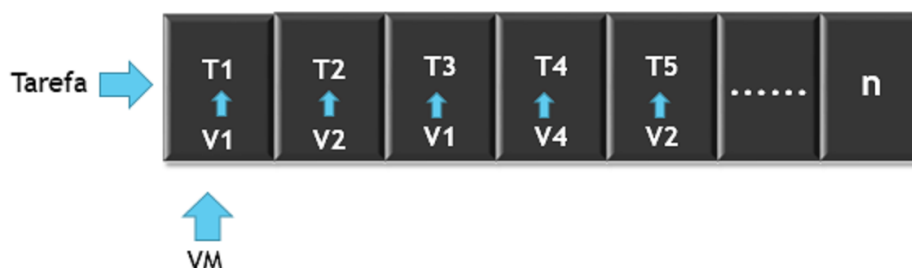 T1 T2 T3 T4 T5
Tarefa ...... n
V1 V2 V1 V4 V2
VM